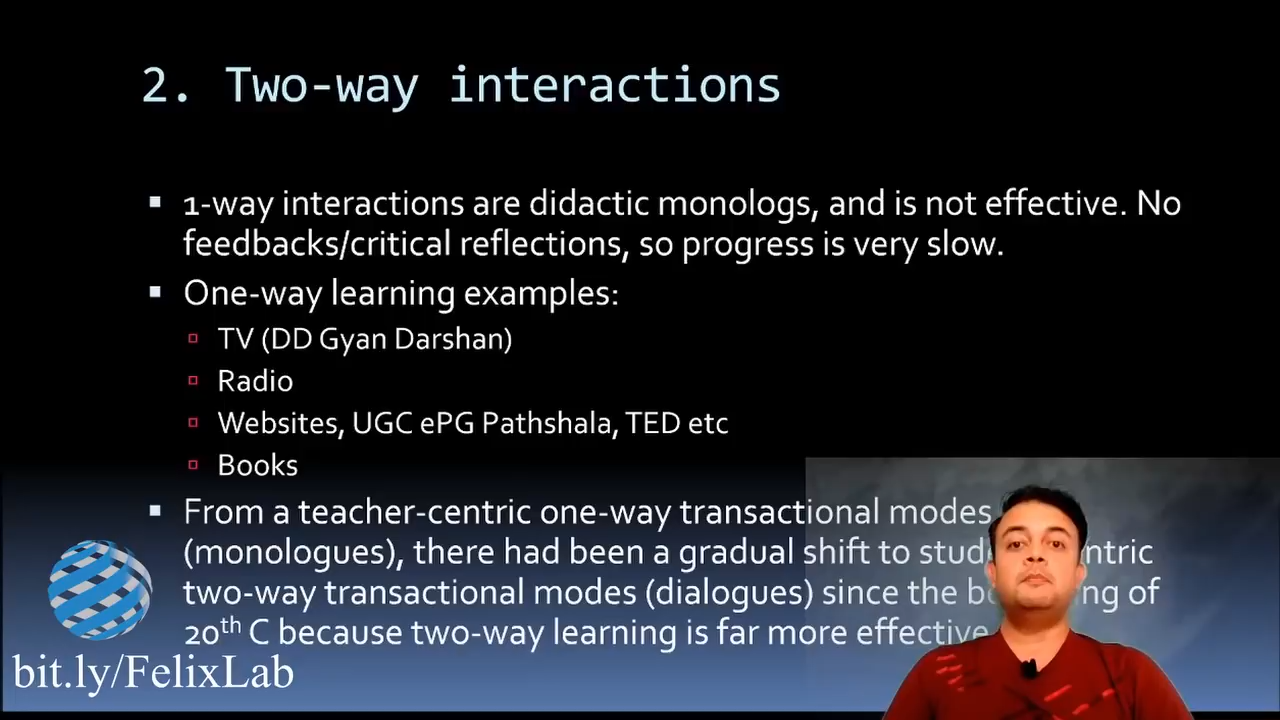 2. Two-way interactions
1-way interactions are didactic monologs, and is not effective. No
feedbacks/critical reflections, so progress is very slow.
One-way learning examples:
TV (DD Gyan Darshan)
Radio
Websites, UGC ePG Pathshala, TED etc
Books
From a teacher-centric one-way transactional modes
(monologues), there had been a gradual shift to
two-way transactional modes (dialogues) since the of
20th C because two-way learning is far more effective
bit.ly/FelixLab